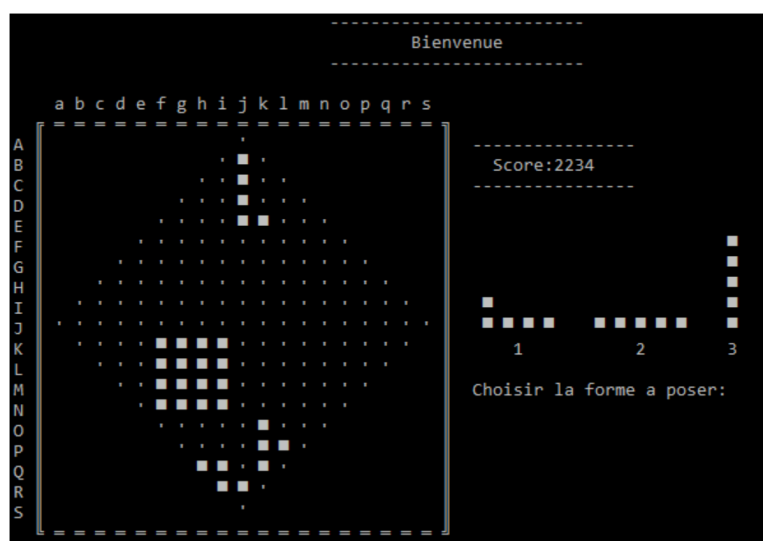 Bienvenue
a b c d e f g h i j k l m n o p q r s
A
B
C
D
E
F
G
H
I
J
K
L
M
N
O
P
Q
R
S
Score:2234
1 2 3
Choisir la forme a poser: